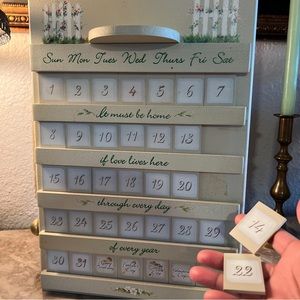 Sun Mon Tues Wed Thurs Fri Sat
1 2 3 4 5 6 7
It must be home
8 9 10 11 12 13
if love lives here
15 16 17 18 19 20
through every day
23 24 25 26 27 28 29
of every year
30 31
14
22